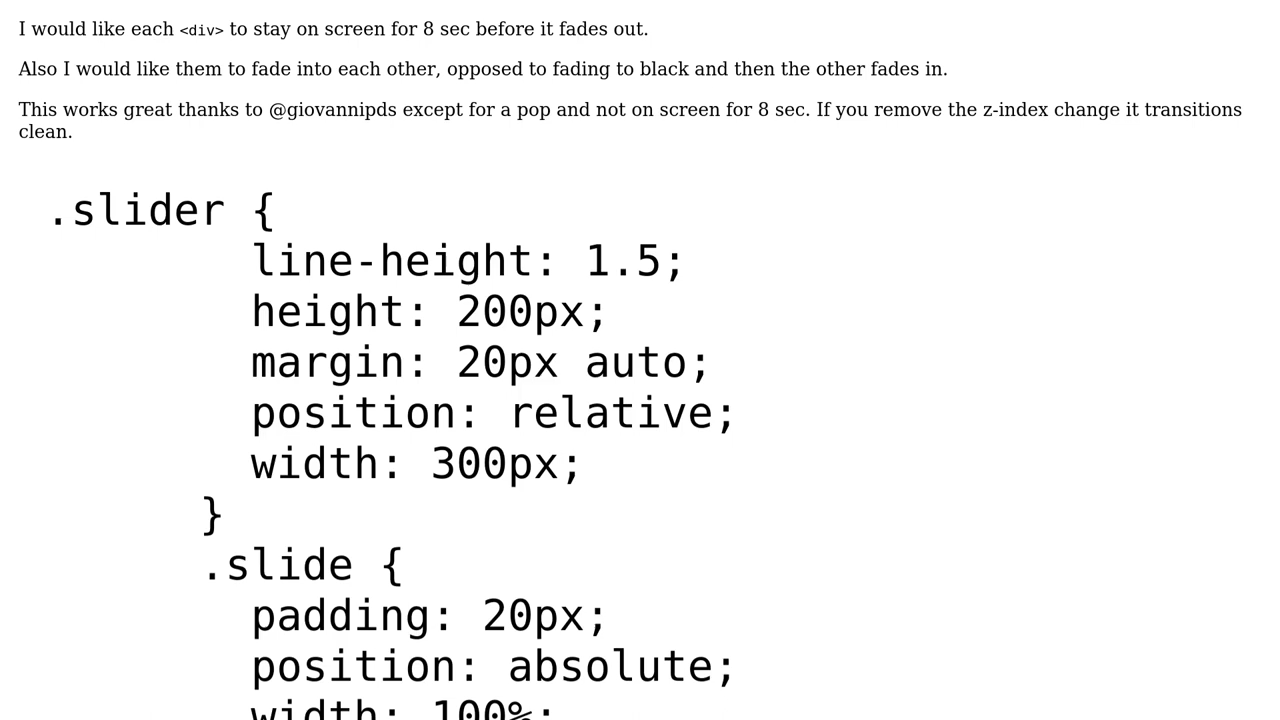 I would like each <div> to stay on screen for 8 sec before it fades out.
Also I would like them to fade into each other, opposed to fading to black and then the other fades in.
This works great thanks to @giovannipds except for a pop and not on screen for 8 sec. If you remove the z-index change it transitions
clean.
.slider {
line-height: 1.5;
height: 200px;
margin: 20px auto;
position: relative;
width: 300px;
}
.slide {
padding: 20px;
position: absolute;
width: 100%;